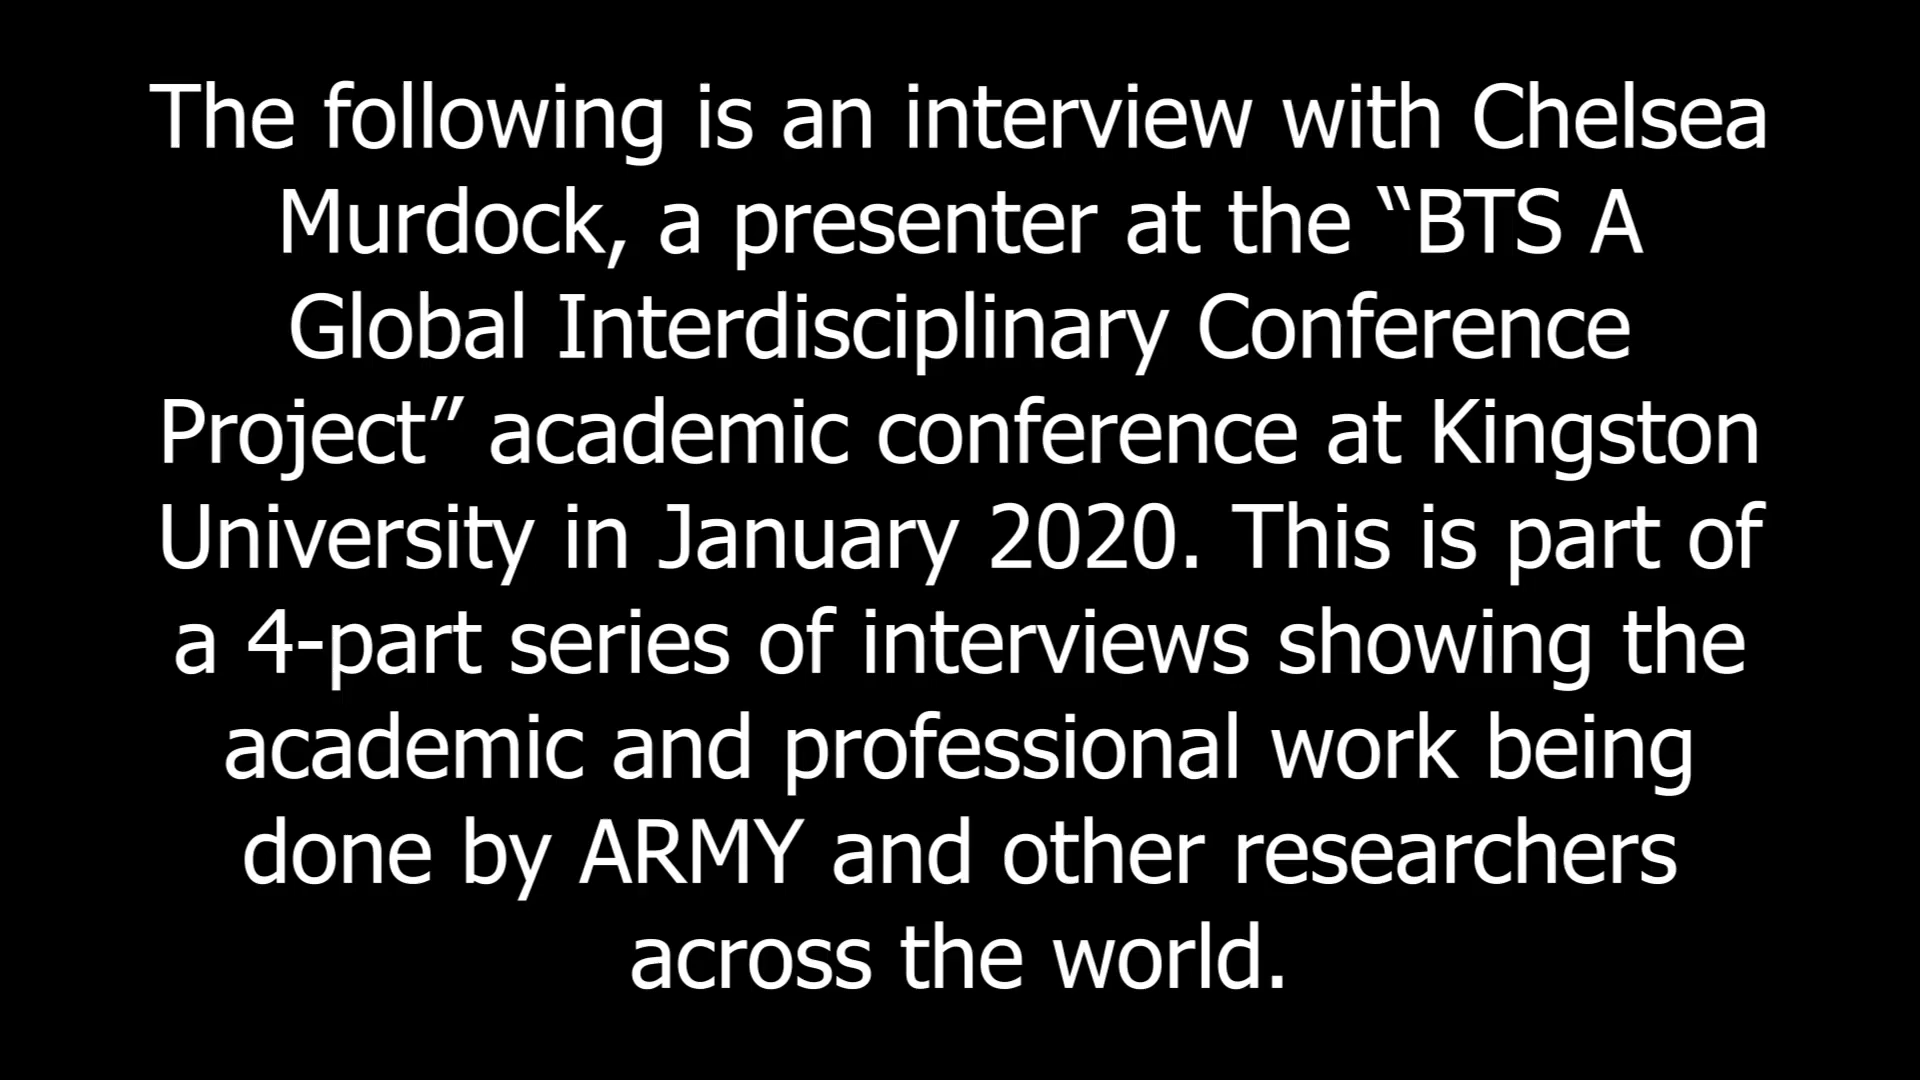 The following is an interview with Chelsea
Murdock, a presenter at the “BTS A
Global Interdisciplinary Conference
Project” academic conference at Kingston
University in January 2020. This is part of
a 4-part series of interviews showing the
academic and professional work being
done by ARMY and other researchers
across the world.